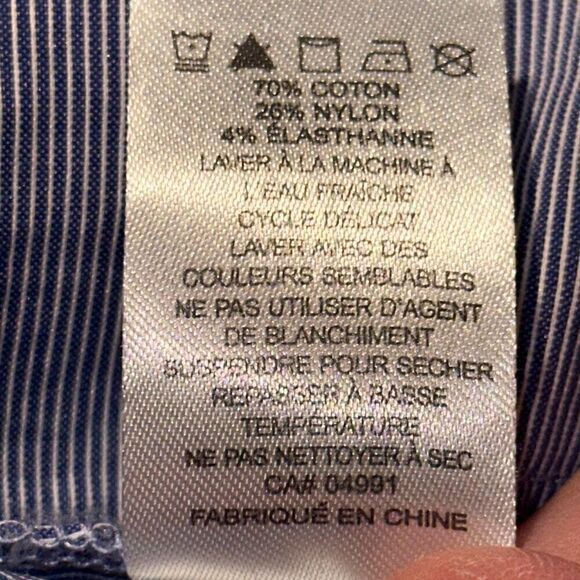 70% COTON
26% NYLON
4% ÉLASTHANNE
LAVER À LA MACHINE À
L'EAU FRAÎCHE
CYCLE DÉLICAT
LAVER AVEC DES
COULEURS SEMBLABLES
NE PAS UTILISER D'AGENT
DE BLANCHIMENT
SUSPENDRE POUR SÉCHER
REPASSER À BASSE
TEMPÉRATURE
NE PAS NETTOYER À SEC
CA# 04991
FABRIQUÉ EN CHINE